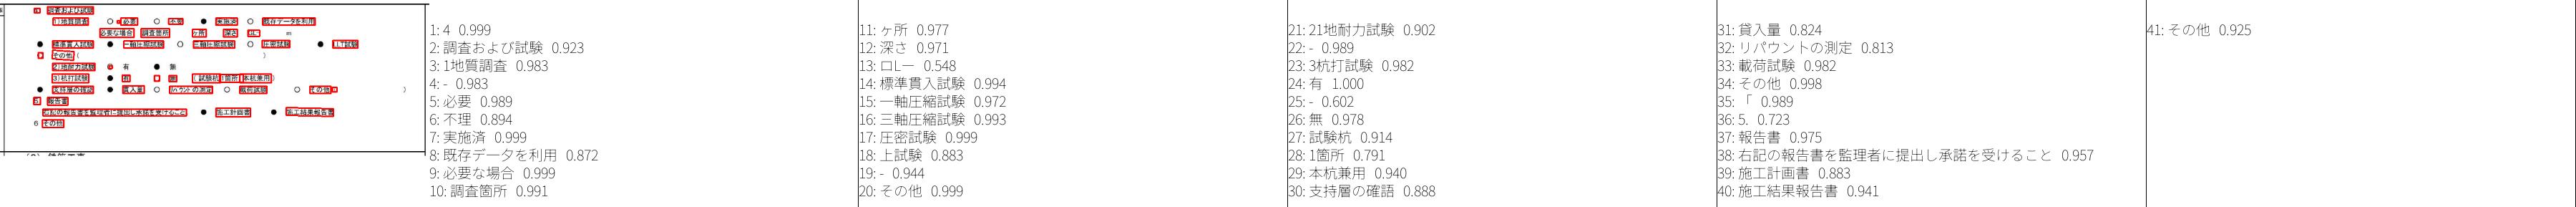 4 調査および試験
1)地質調査 ○ 必要 ○ 不要 ● 実施済 ○ 既存データを利用
必要な場合 調査箇所 ヶ所 深さ m
● 標準貫入試験 ● 一軸圧縮試験 ○ 三軸圧縮試験 ○ 圧密試験 ●
その他 ( )
2)地耐力試験 ○ 有 ● 無
3)杭打試験 ● 有 無 (試験杭 1箇所 本杭兼用)
● 支持層の確認 ● 貫入量 ○ リバウンドの測定 ○ 載荷試験 ○ その他( )
5. 報告書
右記の報告書を監理者に提出し承諾を受けること ● 施工計画書 ● 施工結果報告書
6 その他
1: 4 0.999
2: 調査および試験 0.923
3: 1地質調査 0.983
4: - 0.983
5: 必要 0.989
6: 不理 0.894
7: 実施済 0.999
8: 既存データを利用 0.872
9: 必要な場合 0.999
10: 調査箇所 0.991
11: ヶ所 0.977
12: 深さ 0.971
13: ロLー 0.548
14: 標準貫入試験 0.994
15: 一軸圧縮試験 0.972
16: 三軸圧縮試験 0.993
17: 圧密試験 0.999
18: 上試験 0.883
19: - 0.944
20: その他 0.999
21: 21地耐力試験 0.902
22: - 0.989
23: 3杭打試験 0.982
24: 有 1.000
25: - 0.602
26: 無 0.978
27: 試験杭 0.914
28: 1箇所 0.791
29: 本杭兼用 0.940
30: 支持層の確語 0.888
31: 貸入量 0.824
32: リパウントの測定 0.813
33: 載荷試験 0.982
34: その他 0.998
35: 「 0.989
36: 5. 0.723
37: 報告書 0.975
38: 右記の報告書を監理者に提出し承諾を受けること 0.957
39: 施工計画書 0.883
40: 施工結果報告書 0.941
41: その他 0.925